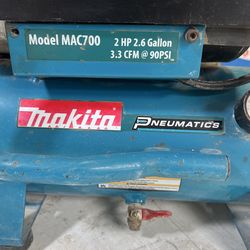 Model MAC700
2 HP 2.6 Gallon
3.3 CFM @ 90PSI
Makita
PNEUMATICS